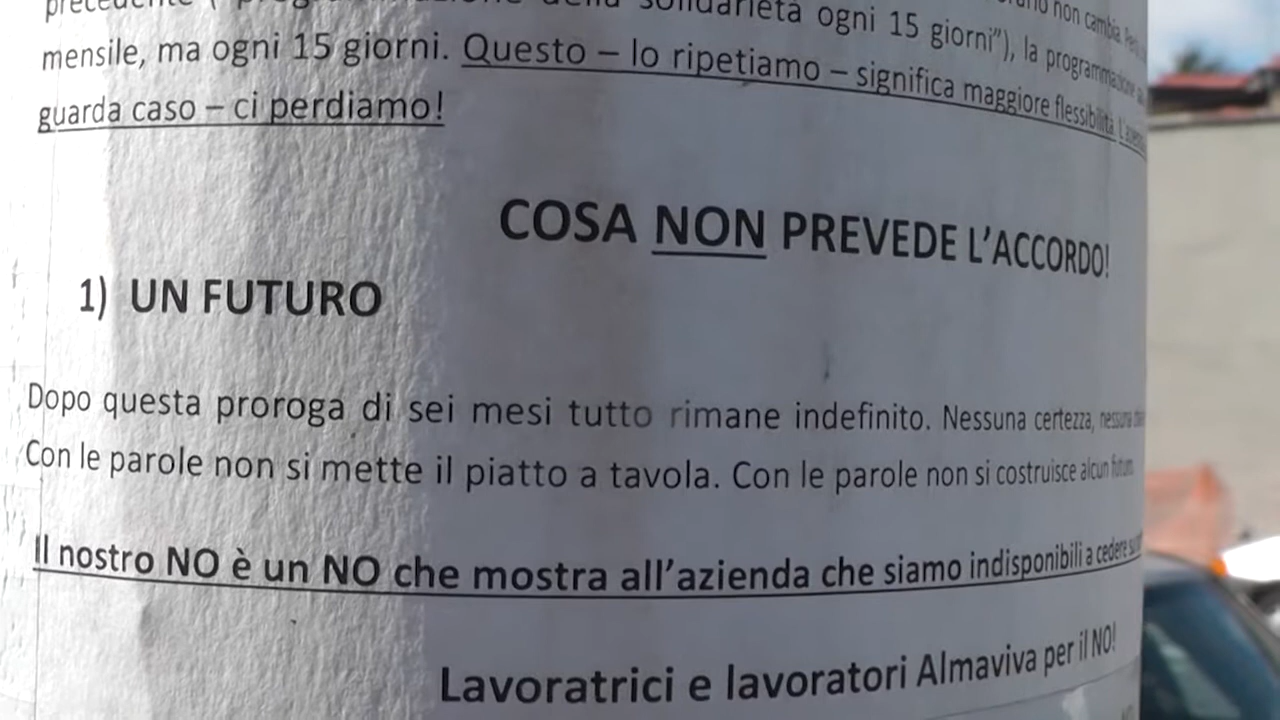 della solidarietà ogni 15 giorni”), la programmazione
mensile, ma ogni 15 giorni. Questo – lo ripetiamo – significa maggiore flessibilità.
guarda caso – ci perdiamo!
COSA NON PREVEDE L’ACCORDO!
1) UN FUTURO
Dopo questa proroga di sei mesi tutto rimane indefinito. Nessuna certezza,
Con le parole non si mette il piatto a tavola. Con le parole non si costruisce alcun futuro.
Il nostro NO è un NO che mostra all’azienda che siamo indisponibili a cedere
Lavoratrici e lavoratori Almaviva per il NO!